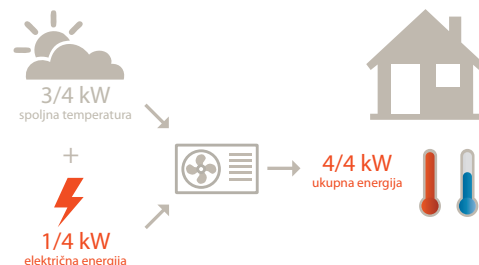 3/4 kW
spoljna temperatura
+
1/4 kW
električna energija
4/4 kW
ukupna energija